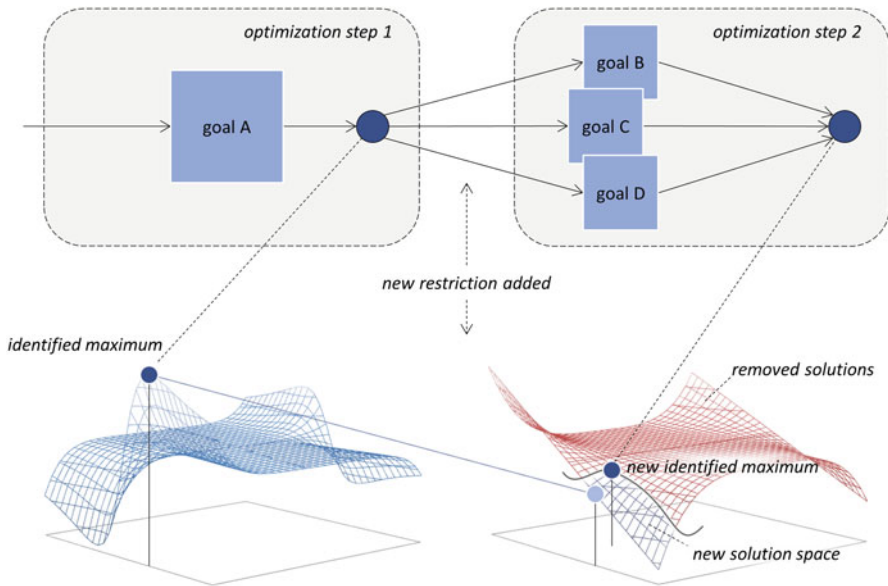 optimization step 1
optimization step 2
goal A
goal B
goal C
goal D
new restriction added
identified maximum
removed solutions
new identified maximum
new solution space